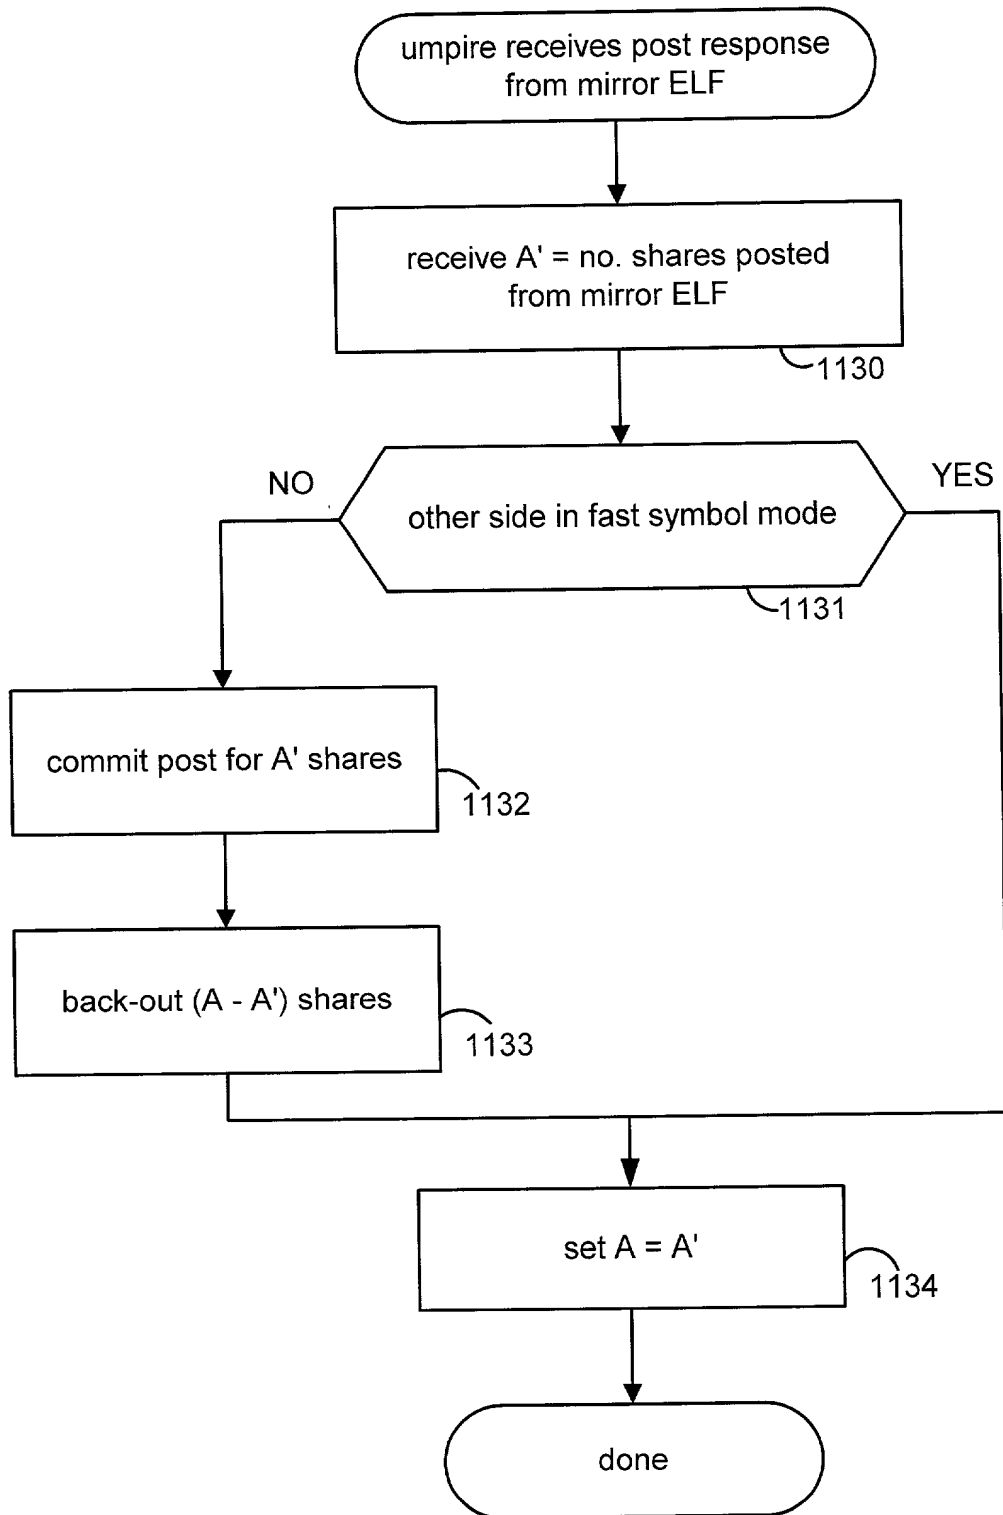 umpire receives post response
from mirror ELF
receive A' = no. shares posted
from mirror ELF
1130
NO
YES
other side in fast symbol mode
1131
commit post for A' shares
1132
back-out (A - A') shares
1133
set A = A'
1134
done